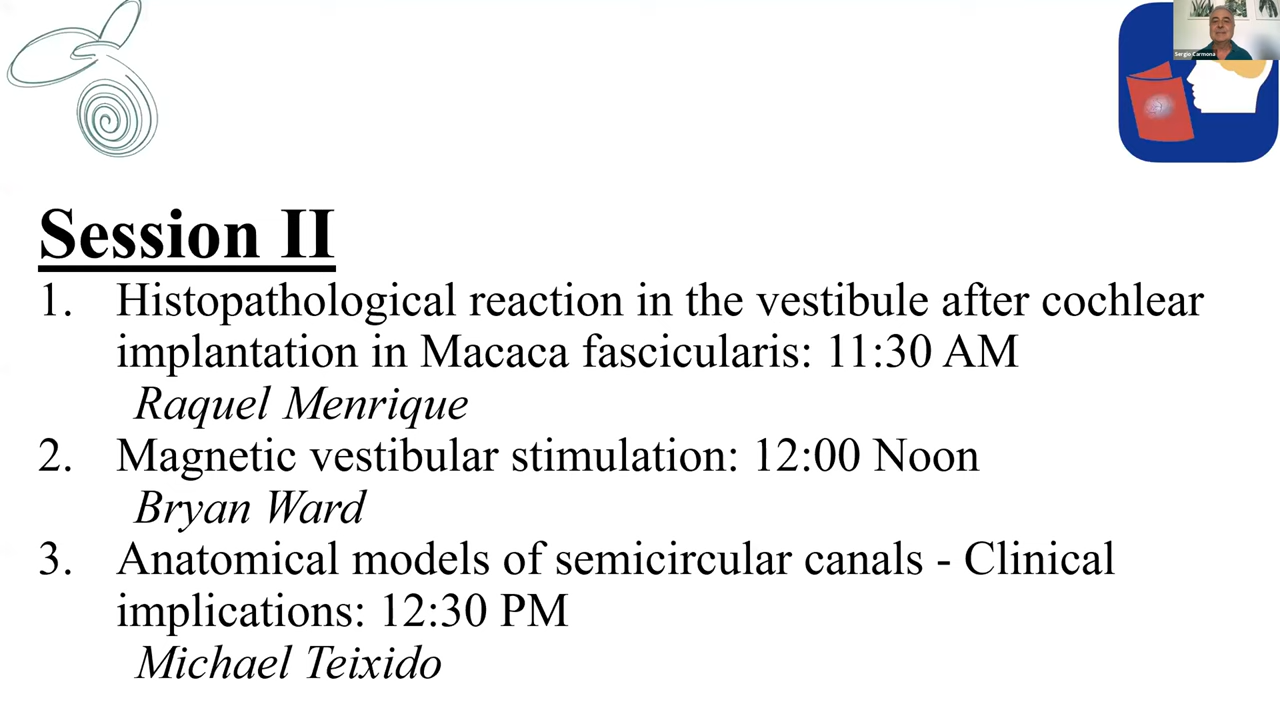 Sergio Carmona
Session II
1. Histopathological reaction in the vestibule after cochlear
implantation in Macaca fascicularis: 11:30 AM
Raquel Menrique
2. Magnetic vestibular stimulation: 12:00 Noon
Bryan Ward
3. Anatomical models of semicircular canals - Clinical
implications: 12:30 PM
Michael Teixido